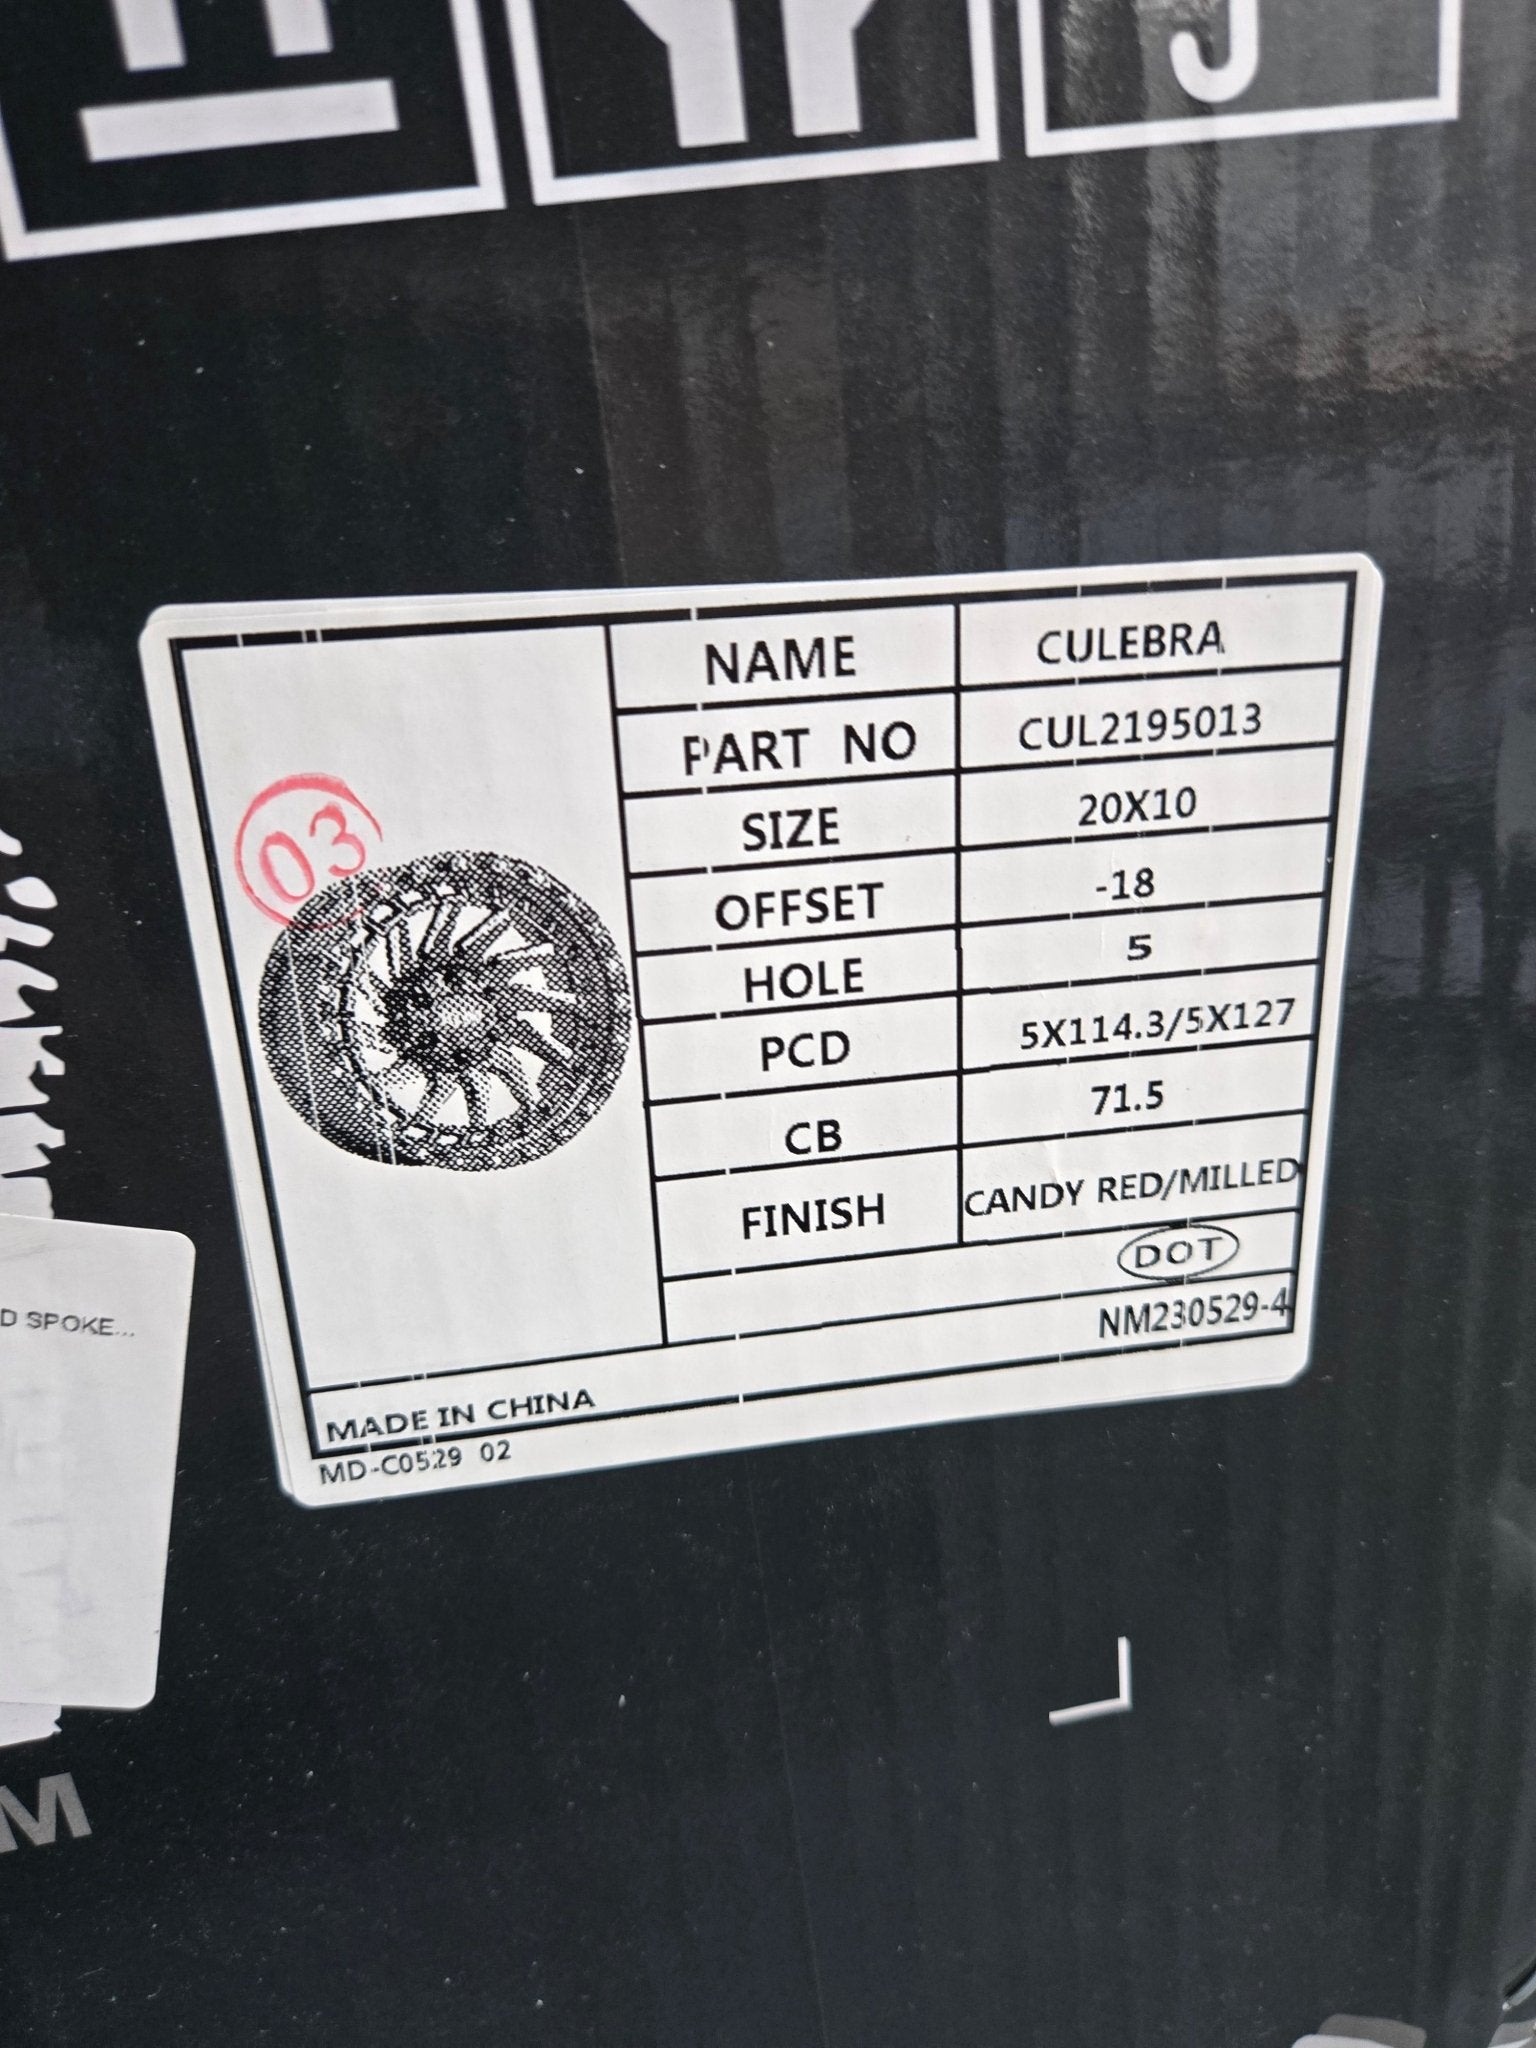 NAME CULEBRA
PART NO CUL2195013
SIZE 20X10
OFFSET -18
HOLE 5
PCD 5X114.3/5X127
CB 71.5
FINISH CANDY RED/MILLED
DOT
NM230529-4
MADE IN CHINA
MD-C0529 02
03
D SPOKE...
M